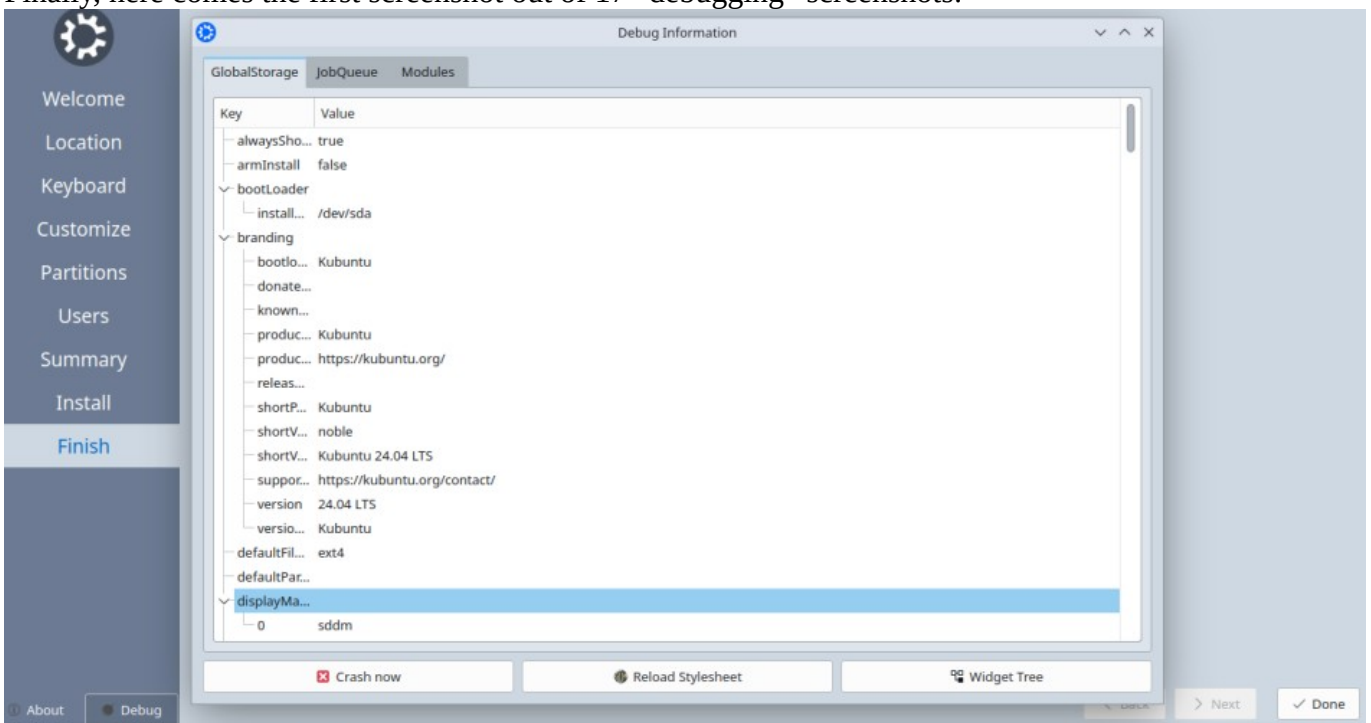 Finally, here comes the first screenshot out of 17 "debugging" screenshots:
Debug Information
GlobalStorage JobQueue Modules
Welcome
Location
Keyboard
Customize
Partitions
Users
Summary
Install
Finish
Key Value
alwaysSho... true
armInstall false
bootLoader
install... /dev/sda
branding
bootlo... Kubuntu
donate...
known...
produc... Kubuntu
produc... https://kubuntu.org/
releas...
shortP... Kubuntu
shortV... noble
shortV... Kubuntu 24.04 LTS
suppor... https://kubuntu.org/contact/
version 24.04 LTS
versio... Kubuntu
defaultFil... ext4
defaultPar...
displayMa...
0 sddm
Crash now Reload Stylesheet Widget Tree
About Debug Back Next Done